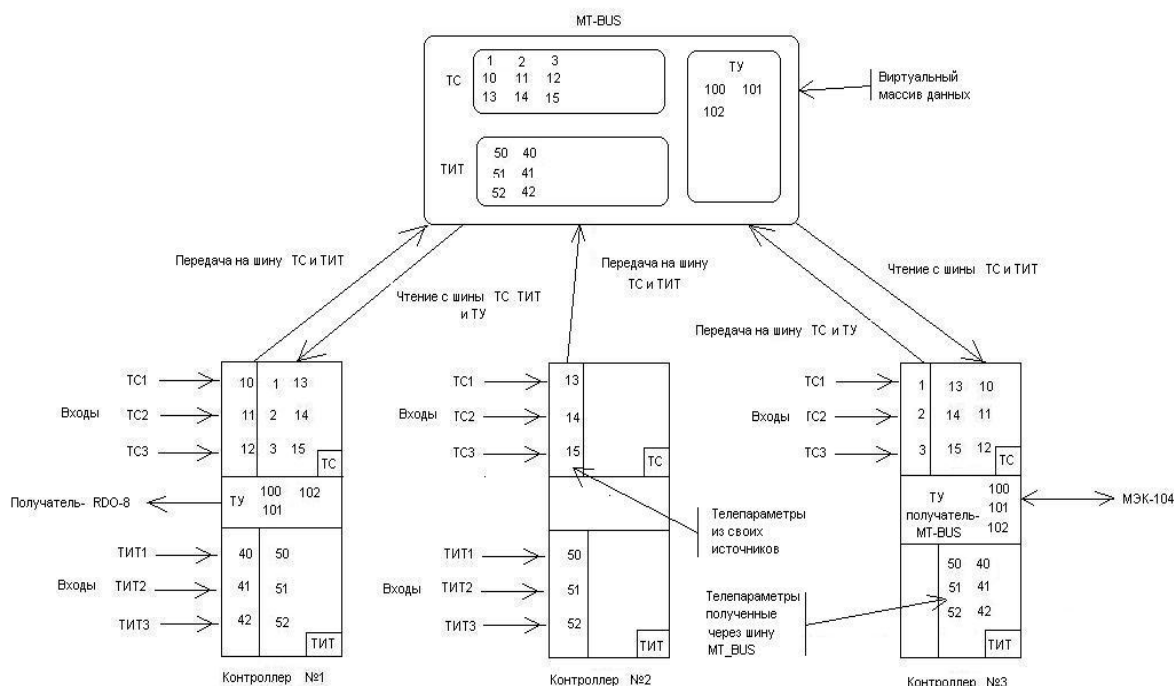 MT-BUS
ТС
1 2 3
10 11 12
13 14 15
ТУ
100 101
102
Виртуальный
массив данных
ТИТ
50 40
51 41
52 42
Передача на шину ТС и ТИТ
Чтение с шины ТС ТИТ
и ТУ
Передача на шину
ТС и ТИТ
Чтение с шины ТС и ТИТ
Передача на шину ТС и ТУ
ТС1
Входы ТС2
ТС3
10 1 13
11 2 14
12 3 15
ТС
Получатель- RDO-8
ТУ 100 102
101
ТИТ1
Входы ТИТ2
ТИТ3
40 50
41 51
42 52
ТИТ
Контроллер №1
ТС1
Входы ТС2
ТС3
13
14
15
ТС
Телепараметры
из своих
источников
ТИТ1
Входы ТИТ2
ТИТ3
50
51
52
ТИТ
Контроллер №2
Телепараметры
полученные
через шину
MT_BUS
ТС1
Входы ТС2
ТС3
1 13 10
2 14 11
3 15 12
ТС
ТУ
получатель-
MT-BUS
100
101
102
МЭК-104
50 40
51 41
52 42
ТИТ
Контроллер №3